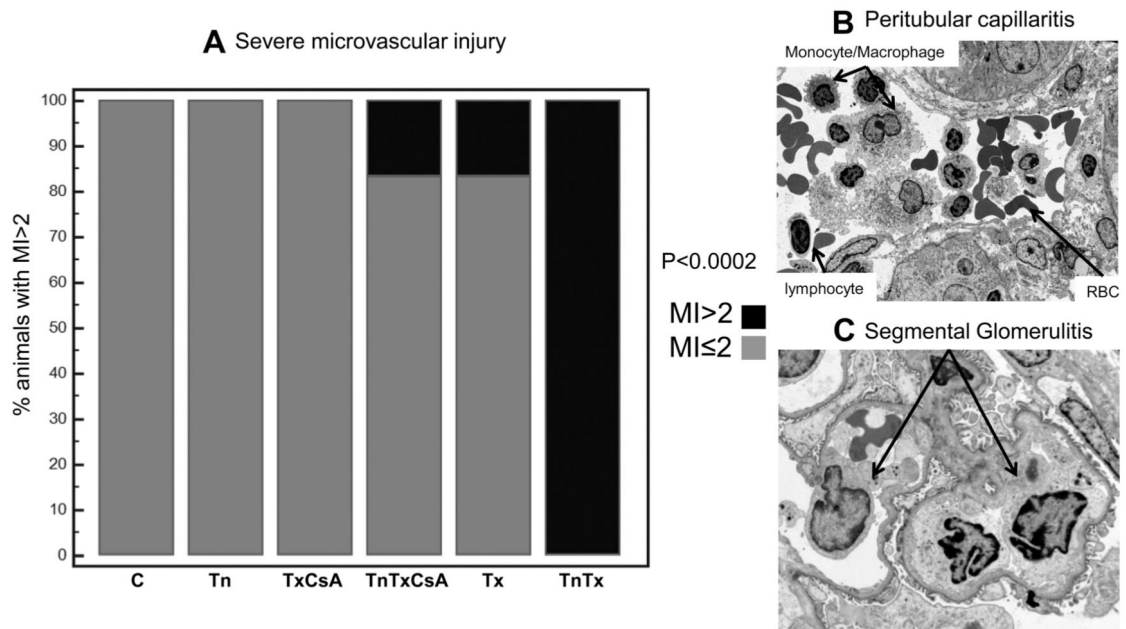 A Severe microvascular injury
% animals with MI>2
100
90
80
70
60
50
40
30
20
10
0
C Tn TxCsA TnTxCsA Tx TnTx
P<0.0002
MI>2
MI≤2
B Peritubular capillaritis
Monocyte/Macrophage
lymphocyte
RBC
C Segmental Glomerulitis